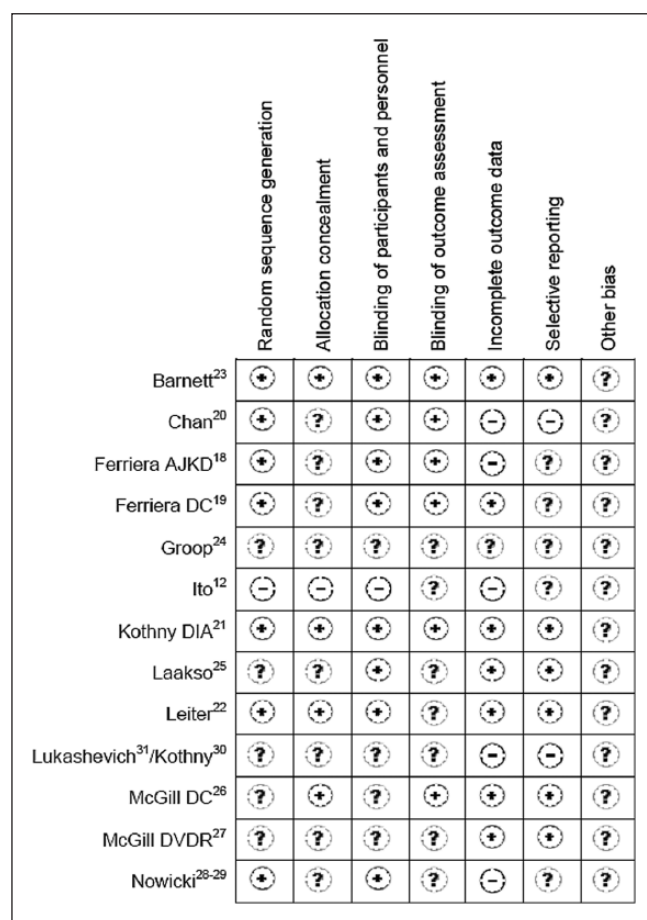 Random sequence generation
Allocation concealment
Blinding of participants and personnel
Blinding of outcome assessment
Incomplete outcome data
Selective reporting
Other bias
Barnett23 + + + + + + ?
Chan20 + ? + + − − ?
Ferriera AJKD18 + ? + + − ? ?
Ferriera DC19 + ? + + + ? ?
Groop24 ? ? ? ? ? ? ?
Ito12 − − − ? − ? ?
Kothny DIA21 + + + + + + ?
Laakso25 ? ? + ? + + ?
Leiter22 + + + ? + + ?
Lukashevich31/Kothny30 ? ? ? ? − − ?
McGill DC26 ? + ? + + + ?
McGill DVDR27 ? ? ? ? + + ?
Nowicki28-29 + ? + ? − ? ?